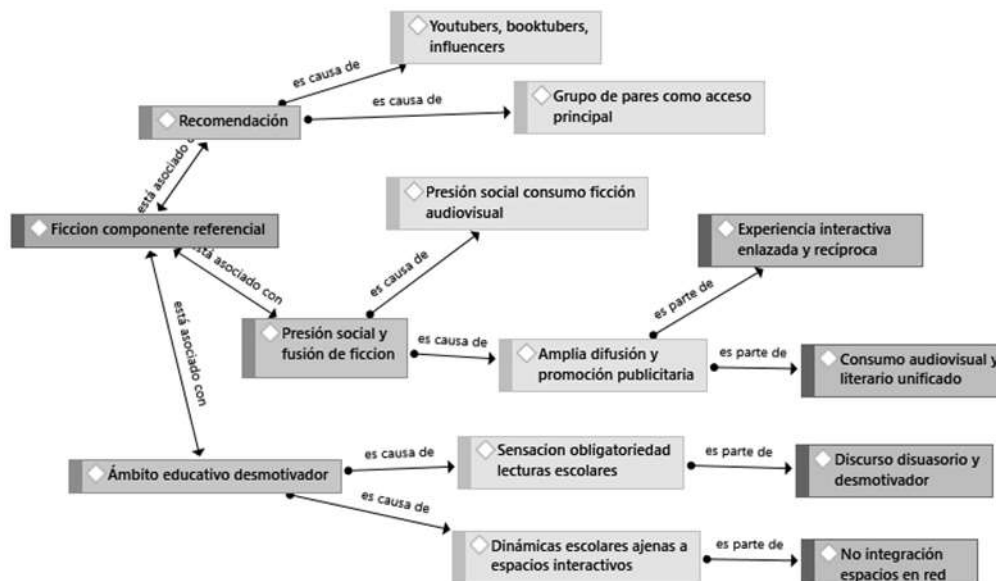 Youtubers, booktubers,
influencers
es causa de
es causa de
Grupo de pares como acceso
principal
Recomendación
está asociado
Presión social consumo ficción
audiovisual
Ficcion componente referencial
Experiencia interactiva
enlazada y recíproca
está asociado con
es causa de
es parte de
está asociado con
Presión social y
fusión de ficcion
es causa de
Amplia difusión y
promoción publicitaria
es parte de
Consumo audiovisual y
literario unificado
Ámbito educativo desmotivador
es causa de
Sensacion obligatoriedad
lecturas escolares
es parte de
Discurso disuasorio y
desmotivador
es causa de
Dinámicas escolares ajenas a
espacios interactivos
es parte de
No integración
espacios en red